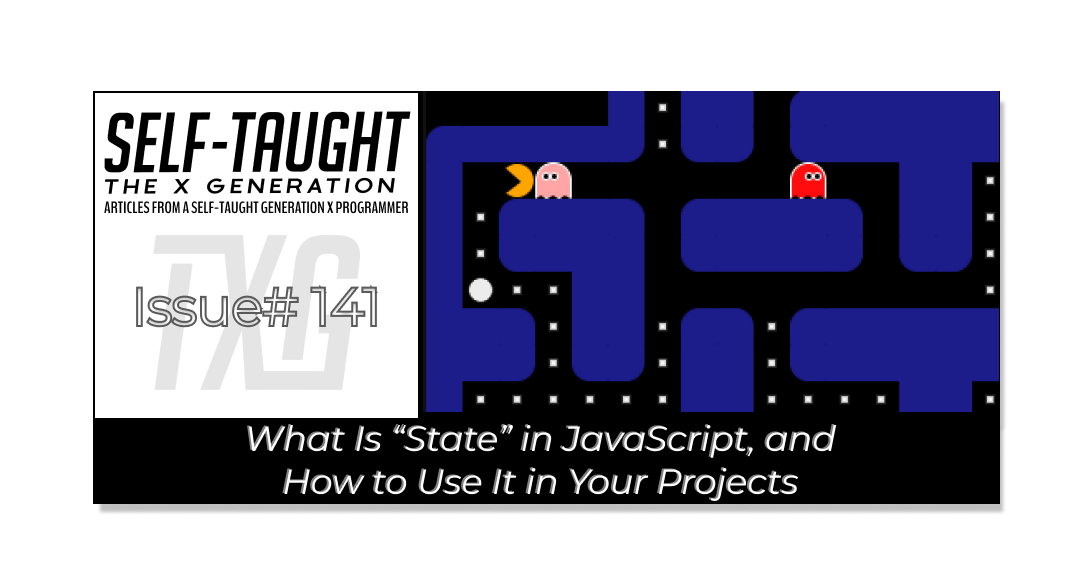 SELF-TAUGHT
THE X GENERATION
ARTICLES FROM A SELF-TAUGHT GENERATION X PROGRAMMER
TXG
Issue# 141
What Is “State” in JavaScript, and
How to Use It in Your Projects